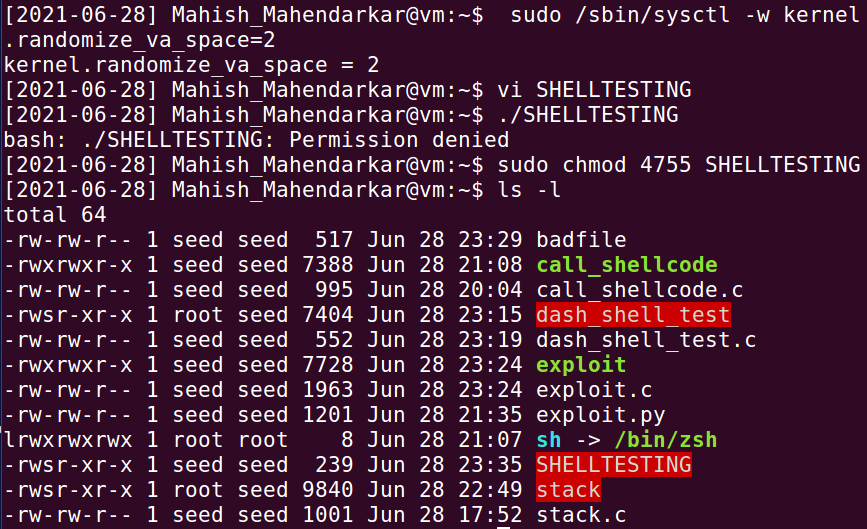 [2021-06-28] Mahish_Mahendarkar@vm:~$  sudo /sbin/sysctl -w kernel
.randomize_va_space=2
kernel.randomize_va_space = 2
[2021-06-28] Mahish_Mahendarkar@vm:~$ vi SHELLTESTING
[2021-06-28] Mahish_Mahendarkar@vm:~$ ./SHELLTESTING
bash: ./SHELLTESTING: Permission denied
[2021-06-28] Mahish_Mahendarkar@vm:~$ sudo chmod 4755 SHELLTESTING
[2021-06-28] Mahish_Mahendarkar@vm:~$ ls -l
total 64
-rw-rw-r-- 1 seed seed  517 Jun 28 23:29 badfile
-rwxrwxr-x 1 seed seed 7388 Jun 28 21:08 call_shellcode
-rw-rw-r-- 1 seed seed  995 Jun 28 20:04 call_shellcode.c
-rwsr-xr-x 1 root seed 7404 Jun 28 23:15 dash_shell_test
-rw-rw-r-- 1 seed seed  552 Jun 28 23:19 dash_shell_test.c
-rwxrwxr-x 1 seed seed 7728 Jun 28 23:24 exploit
-rw-rw-r-- 1 seed seed 1963 Jun 28 23:24 exploit.c
-rw-rw-r-- 1 seed seed 1201 Jun 28 21:35 exploit.py
lrwxrwxrwx 1 root root    8 Jun 28 21:07 sh -> /bin/zsh
-rwsr-xr-x 1 seed seed  239 Jun 28 23:35 SHELLTESTING
-rwsr-xr-x 1 root seed 9840 Jun 28 22:49 stack
-rw-rw-r-- 1 seed seed 1001 Jun 28 17:52 stack.c